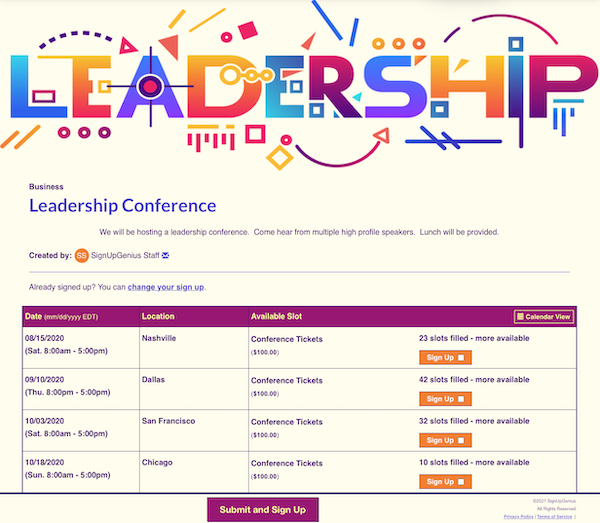 LEADERSHIP
Business
Leadership Conference
We will be hosting a leadership conference. Come hear from multiple high profile speakers. Lunch will be provided.
Created by: SS SignUpGenius Staff
Already signed up? You can change your sign up.
Date (mm/dd/yyyy EDT) Location Available Slot Calendar View
08/15/2020 Nashville Conference Tickets 23 slots filled - more available
(Sat. 8:00am - 5:00pm) ($100.00) Sign Up
09/10/2020 Dallas Conference Tickets 42 slots filled - more available
(Thu. 8:00pm - 5:00pm) ($100.00) Sign Up
10/03/2020 San Francisco Conference Tickets 32 slots filled - more available
(Sat. 8:00am - 5:00pm) ($100.00) Sign Up
10/18/2020 Chicago Conference Tickets 10 slots filled - more available
(Sun. 8:00am - 5:00pm) ($100.00) Sign Up
Submit and Sign Up
©2021 SignUpGenius
All Rights Reserved
Privacy Policy | Terms of Service |